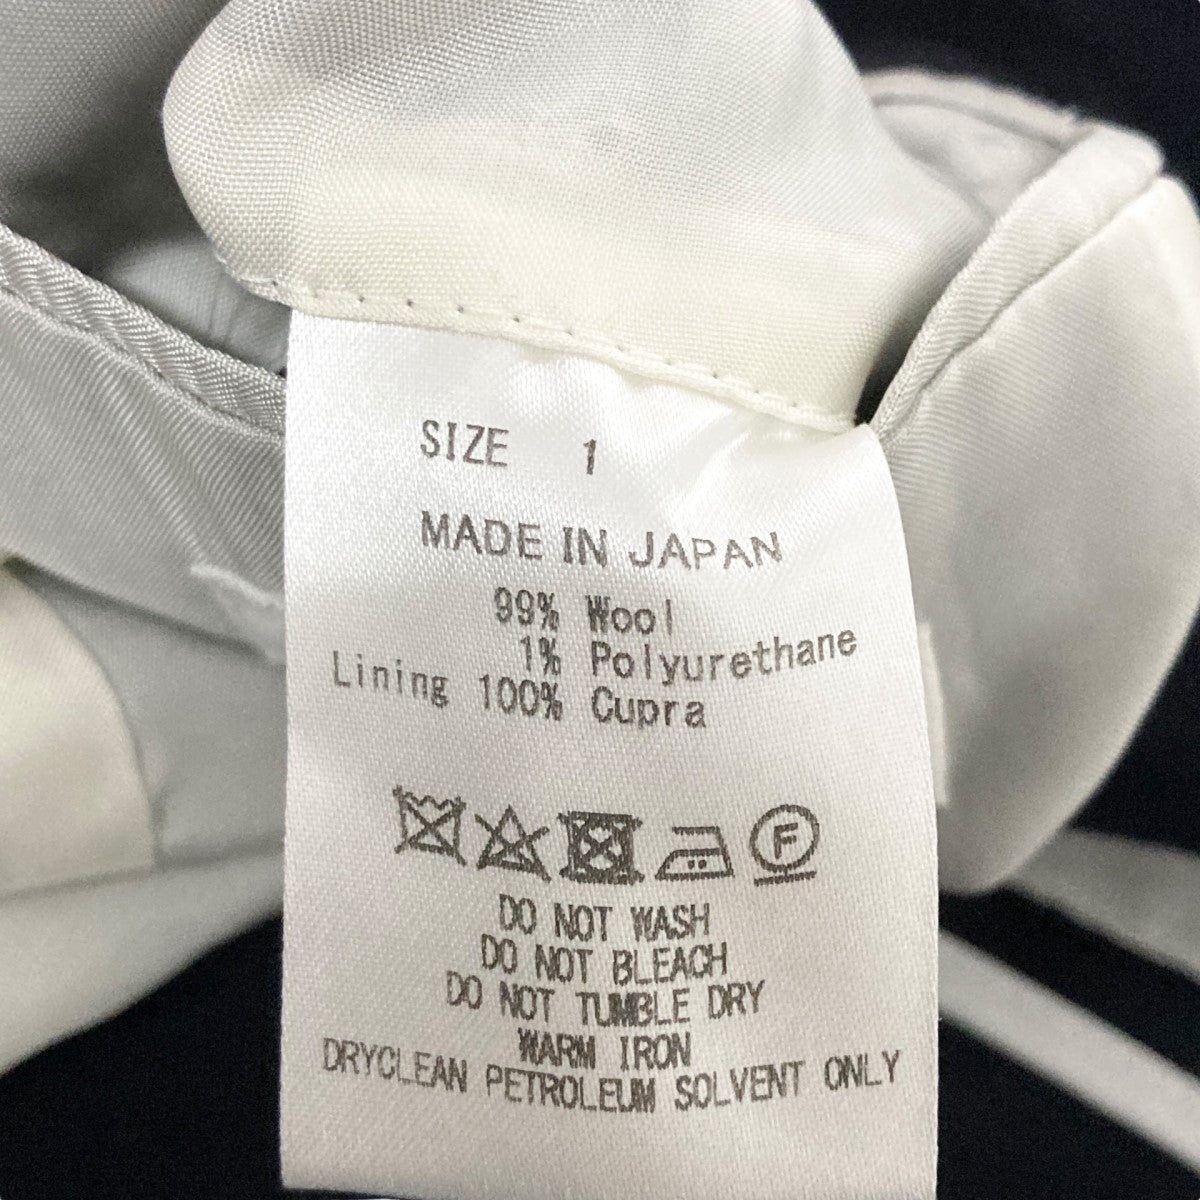 SIZE 1
MADE IN JAPAN
99% Wool
1% Polyurethane
Lining 100% Cupra
F
DO NOT WASH
DO NOT BLEACH
DO NOT TUMBLE DRY
WARM IRON
DRYCLEAN PETROLEUM SOLVENT ONLY